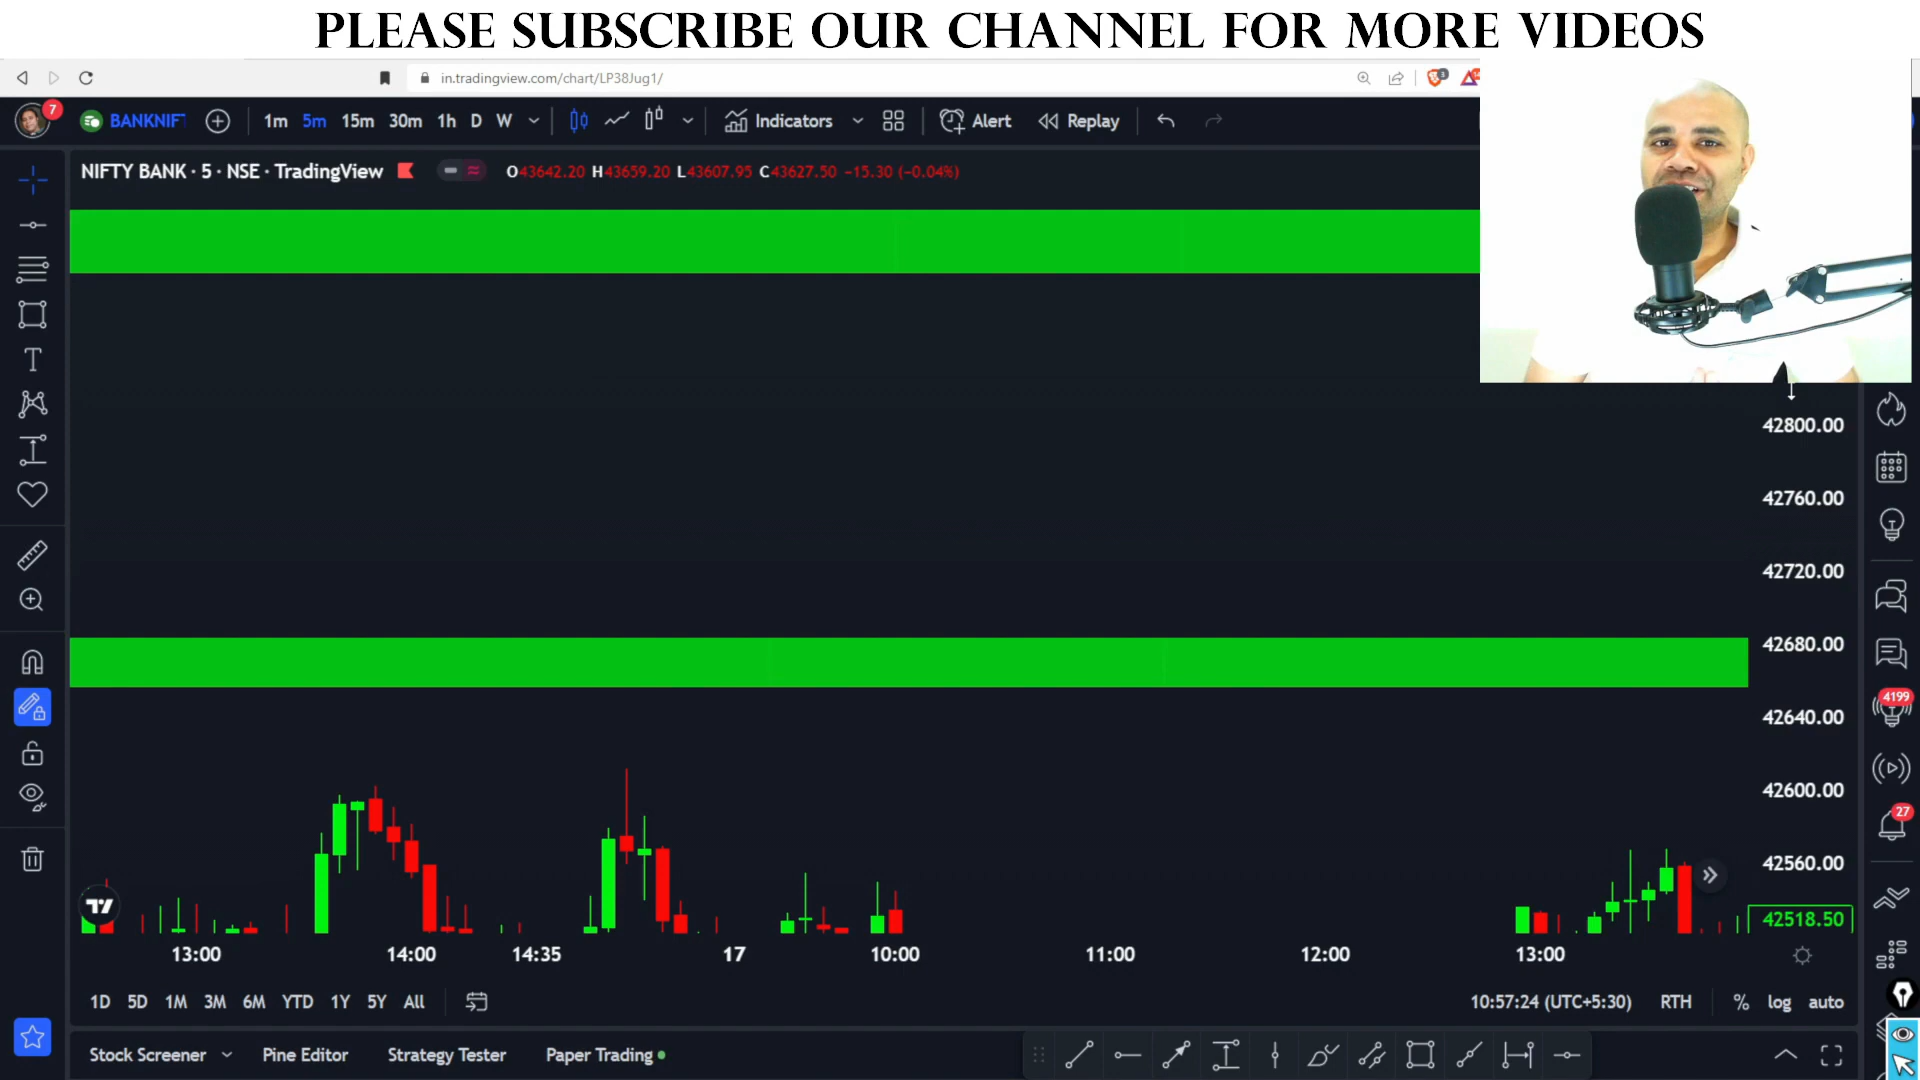 PLEASE SUBSCRIBE OUR CHANNEL FOR MORE VIDEOS
in.tradingview.com/chart/LP38Jug1/
3
7
BANKNIF
1m 5m 15m 30m 1h D W
Indicators
Alert
Replay
NIFTY BANK · 5 · NSE · TradingView
O43642.20 H43659.20 L43607.95 C43627.50 −15.30 (−0.04%)
42800.00
42760.00
42720.00
42680.00
4199
42640.00
42600.00
27
42560.00
42518.50
13:00 14:00 14:35 17 10:00 11:00 12:00 13:00
1D 5D 1M 3M 6M YTD 1Y 5Y All
10:57:24 (UTC+5:30) RTH % log auto
Stock Screener Pine Editor Strategy Tester Paper Trading